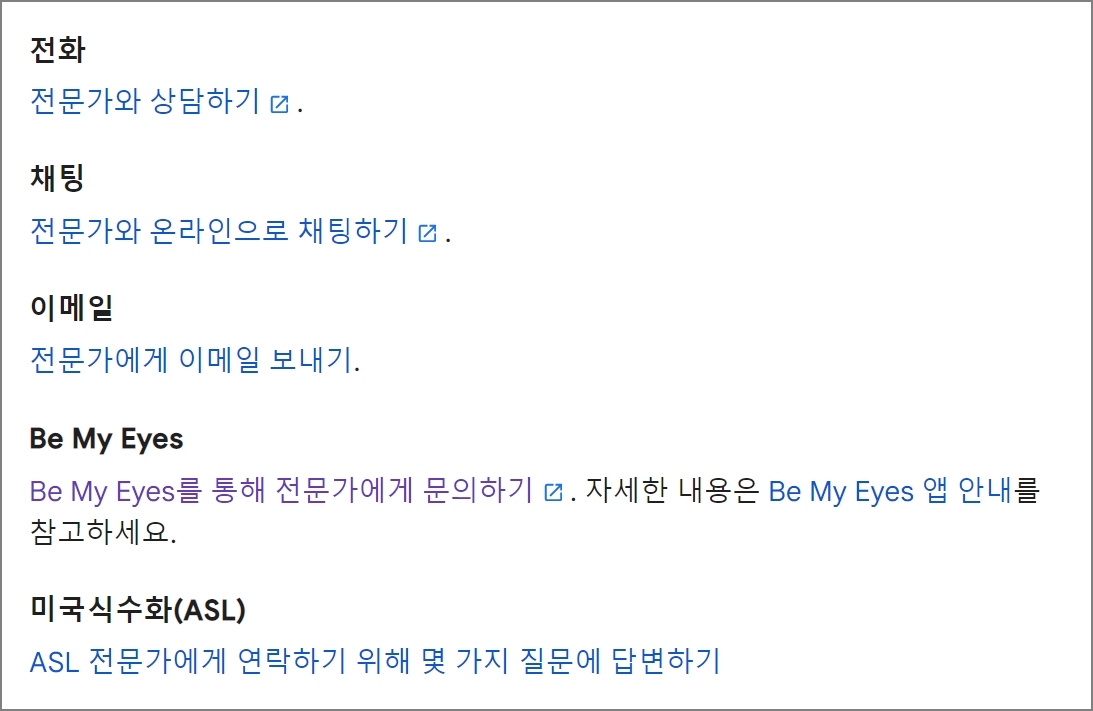 전화
전문가와 상담하기 .
채팅
전문가와 온라인으로 채팅하기 .
이메일
전문가에게 이메일 보내기.
Be My Eyes
Be My Eyes를 통해 전문가에게 문의하기 . 자세한 내용은 Be My Eyes 앱 안내를
참고하세요.
미국식수화(ASL)
ASL 전문가에게 연락하기 위해 몇 가지 질문에 답변하기